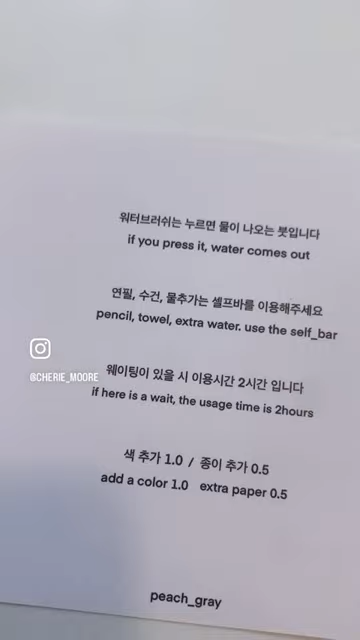 워터브러쉬는 누르면 물이 나오는 붓입니다
if you press it, water comes out
연필, 수건, 물추가는 셀프바를 이용해주세요
pencil, towel, extra water. use the self_bar
@CHERIE_MOORE
웨이팅이 있을 시 이용시간 2시간 입니다
if here is a wait, the usage time is 2hours
색 추가 1.0 / 종이 추가 0.5
add a color 1.0 extra paper 0.5
peach_gray